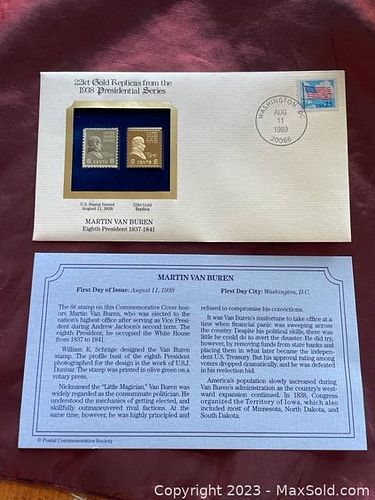 22kt Gold Replicas from the
1938 Presidential Series
WASHINGTON, DC
AUG
11
1989
20066
USA 25
8 CENTS 8
8 CENTS 8
U.S. Stamp Issued
August 11, 1938
22kt Gold
Replica
MARTIN VAN BUREN
Eighth President 1837-1841
MARTIN VAN BUREN
First Day of Issue: August 11, 1938
First Day City: Washington, D.C.
The 8¢ stamp on this Commemorative Cover hon-
ors Martin Van Buren, who was elected to the
nation's highest office after serving as Vice Presi-
dent during Andrew Jackson's second term. The
eighth President, he occupied the White House
from 1837 to 1841.
William K. Schrage designed the Van Buren
stamp. The profile bust of the eighth President
photographed for the design is the work of U.S.J.
Dunbar. The stamp was printed in olive green on a
rotary press.
Nicknamed the "Little Magician," Van Buren was
widely regarded as the consummate politician. He
understood the mechanics of getting elected, and
skillfully outmaneuvered rival factions. At the
same time, however, he was highly principled and
refused to compromise his convictions.
It was Van Buren's misfortune to take office at a
time when financial panic was sweeping across
the country. Despite his political skills, there was
little he could do to avert the disaster. He did try,
however, by removing funds from state banks and
placing them in what later became the independ-
ent U.S. Treasury. But his approval rating among
voters dropped dramatically, and he was defeated
in his reelection bid.
America's population slowly increased during
Van Buren's administration as the country's west-
ward expansion continued. In 1838, Congress
organized the Territory of Iowa, which also
included most of Minnesota, North Dakota, and
South Dakota.
© Postal Commemorative Society
Copyright 2023 - MaxSold.com